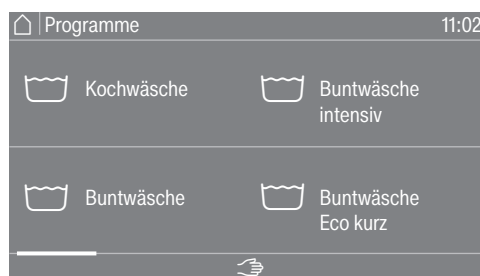 Programme 11:02
Kochwäsche
Buntwäsche
intensiv
Buntwäsche
Buntwäsche
Eco kurz